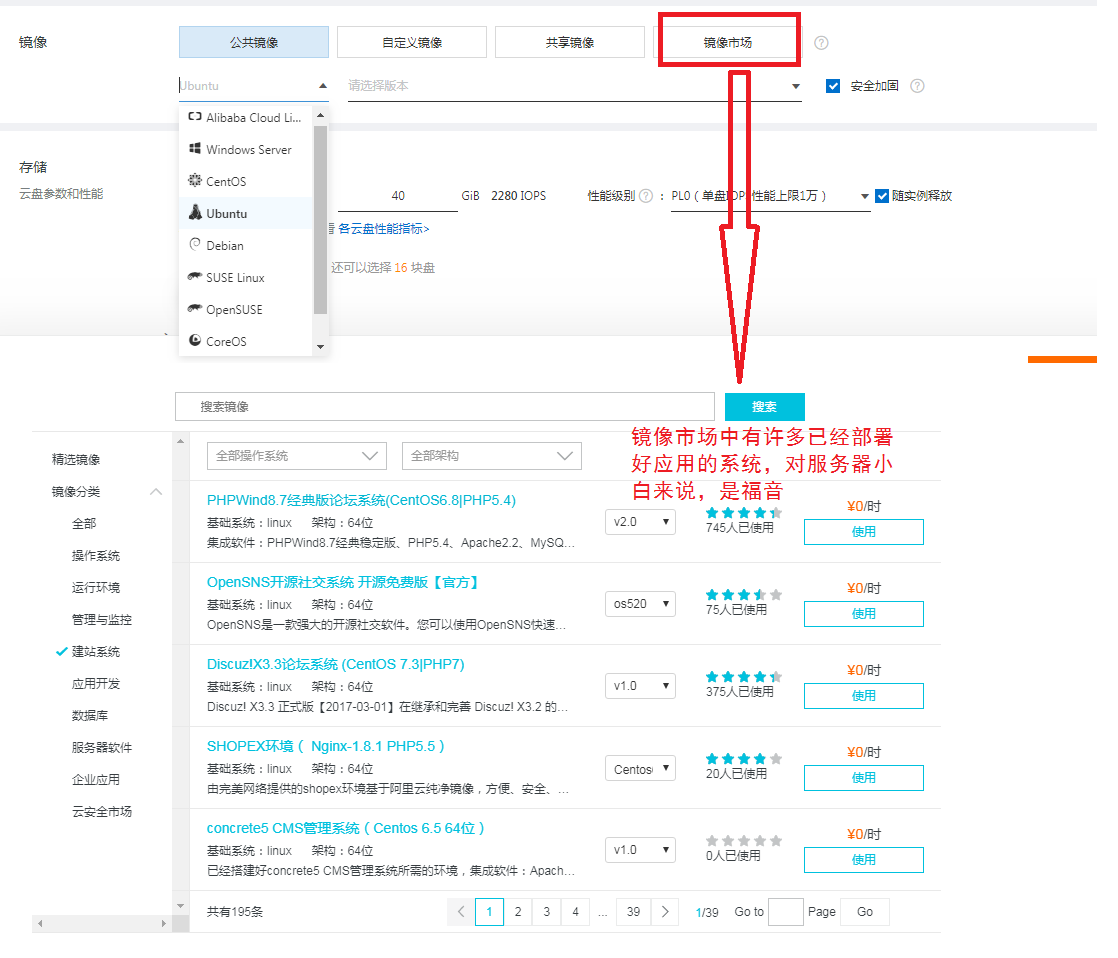 镜像 公共镜像 自定义镜像 共享镜像 镜像市场
Ubuntu 请选择版本 安全加固
Alibaba Cloud Li...
Windows Server
CentOS
Ubuntu
Debian
SUSE Linux
OpenSUSE
CoreOS
存储
云盘参数和性能
40 GiB 2280 IOPS 性能级别 : PL0（单盘IOPS性能上限1万） 随实例释放
看 各云盘性能指标>
还可以选择 16 块盘
搜索镜像 搜索
镜像市场中有许多已经部署
好应用的系统，对服务器小
白来说，是福音
精选镜像
镜像分类
全部
操作系统
运行环境
管理与监控
建站系统
应用开发
数据库
服务器软件
企业应用
云安全市场
全部操作系统 全部架构
PHPWind8.7经典版论坛系统(CentOS6.8|PHP5.4)
基础系统：linux 架构：64位
集成软件：PHPWind8.7经典稳定版、PHP5.4、Apache2.2、MySQ...
v2.0
745人已使用
¥0/时
使用
OpenSNS开源社交系统 开源免费版【官方】
基础系统：linux 架构：64位
OpenSNS是一款强大的开源社交软件。您可以使用OpenSNS快速...
os520
75人已使用
¥0/时
使用
Discuz!X3.3论坛系统 (CentOS 7.3|PHP7)
基础系统：linux 架构：64位
Discuz! X3.3 正式版【2017-03-01】在继承和完善 Discuz! X3.2 的...
v1.0
375人已使用
¥0/时
使用
SHOPEX环境（ Nginx-1.8.1 PHP5.5 ）
基础系统：linux 架构：64位
由完美网络提供的shopex环境基于阿里云纯净镜像，方便、安全、...
Centos
20人已使用
¥0/时
使用
concrete5 CMS管理系统（Centos 6.5 64位 ）
基础系统：linux 架构：64位
已经搭建好concrete5 CMS管理系统所需的环境，集成软件：Apach...
v1.0
0人已使用
¥0/时
使用
共有195条 1 2 3 4 ... 39 1/39 Go to Page Go